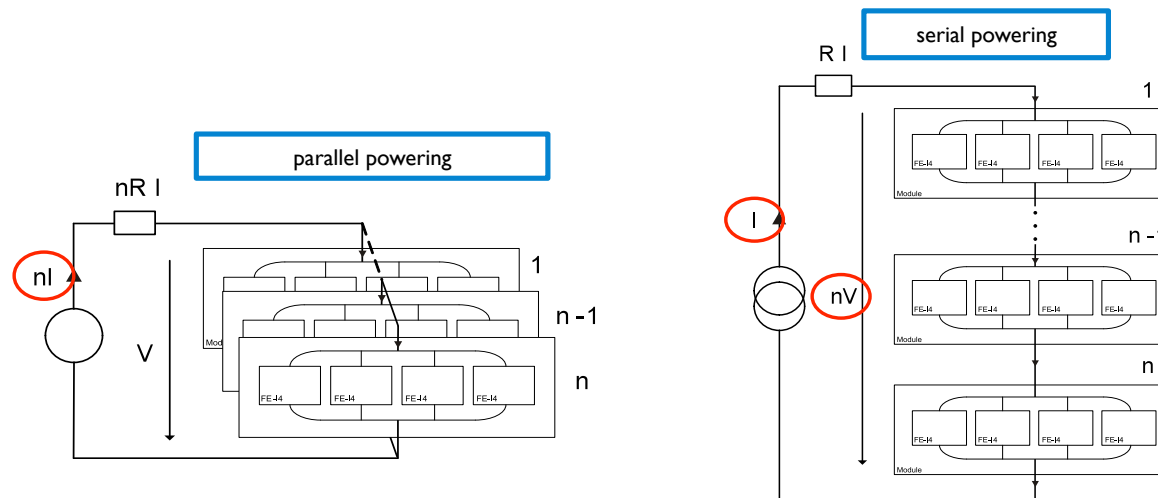 parallel powering
nR I
nI
V
1
n -1
n
Mod
FE-I4 FE-I4 FE-I4 FE-I4
serial powering
R I
I
nV
1
FE-I4 FE-I4 FE-I4 FE-I4
Module
n -1
FE-I4 FE-I4 FE-I4 FE-I4
Module
n
FE-I4 FE-I4 FE-I4 FE-I4
Module